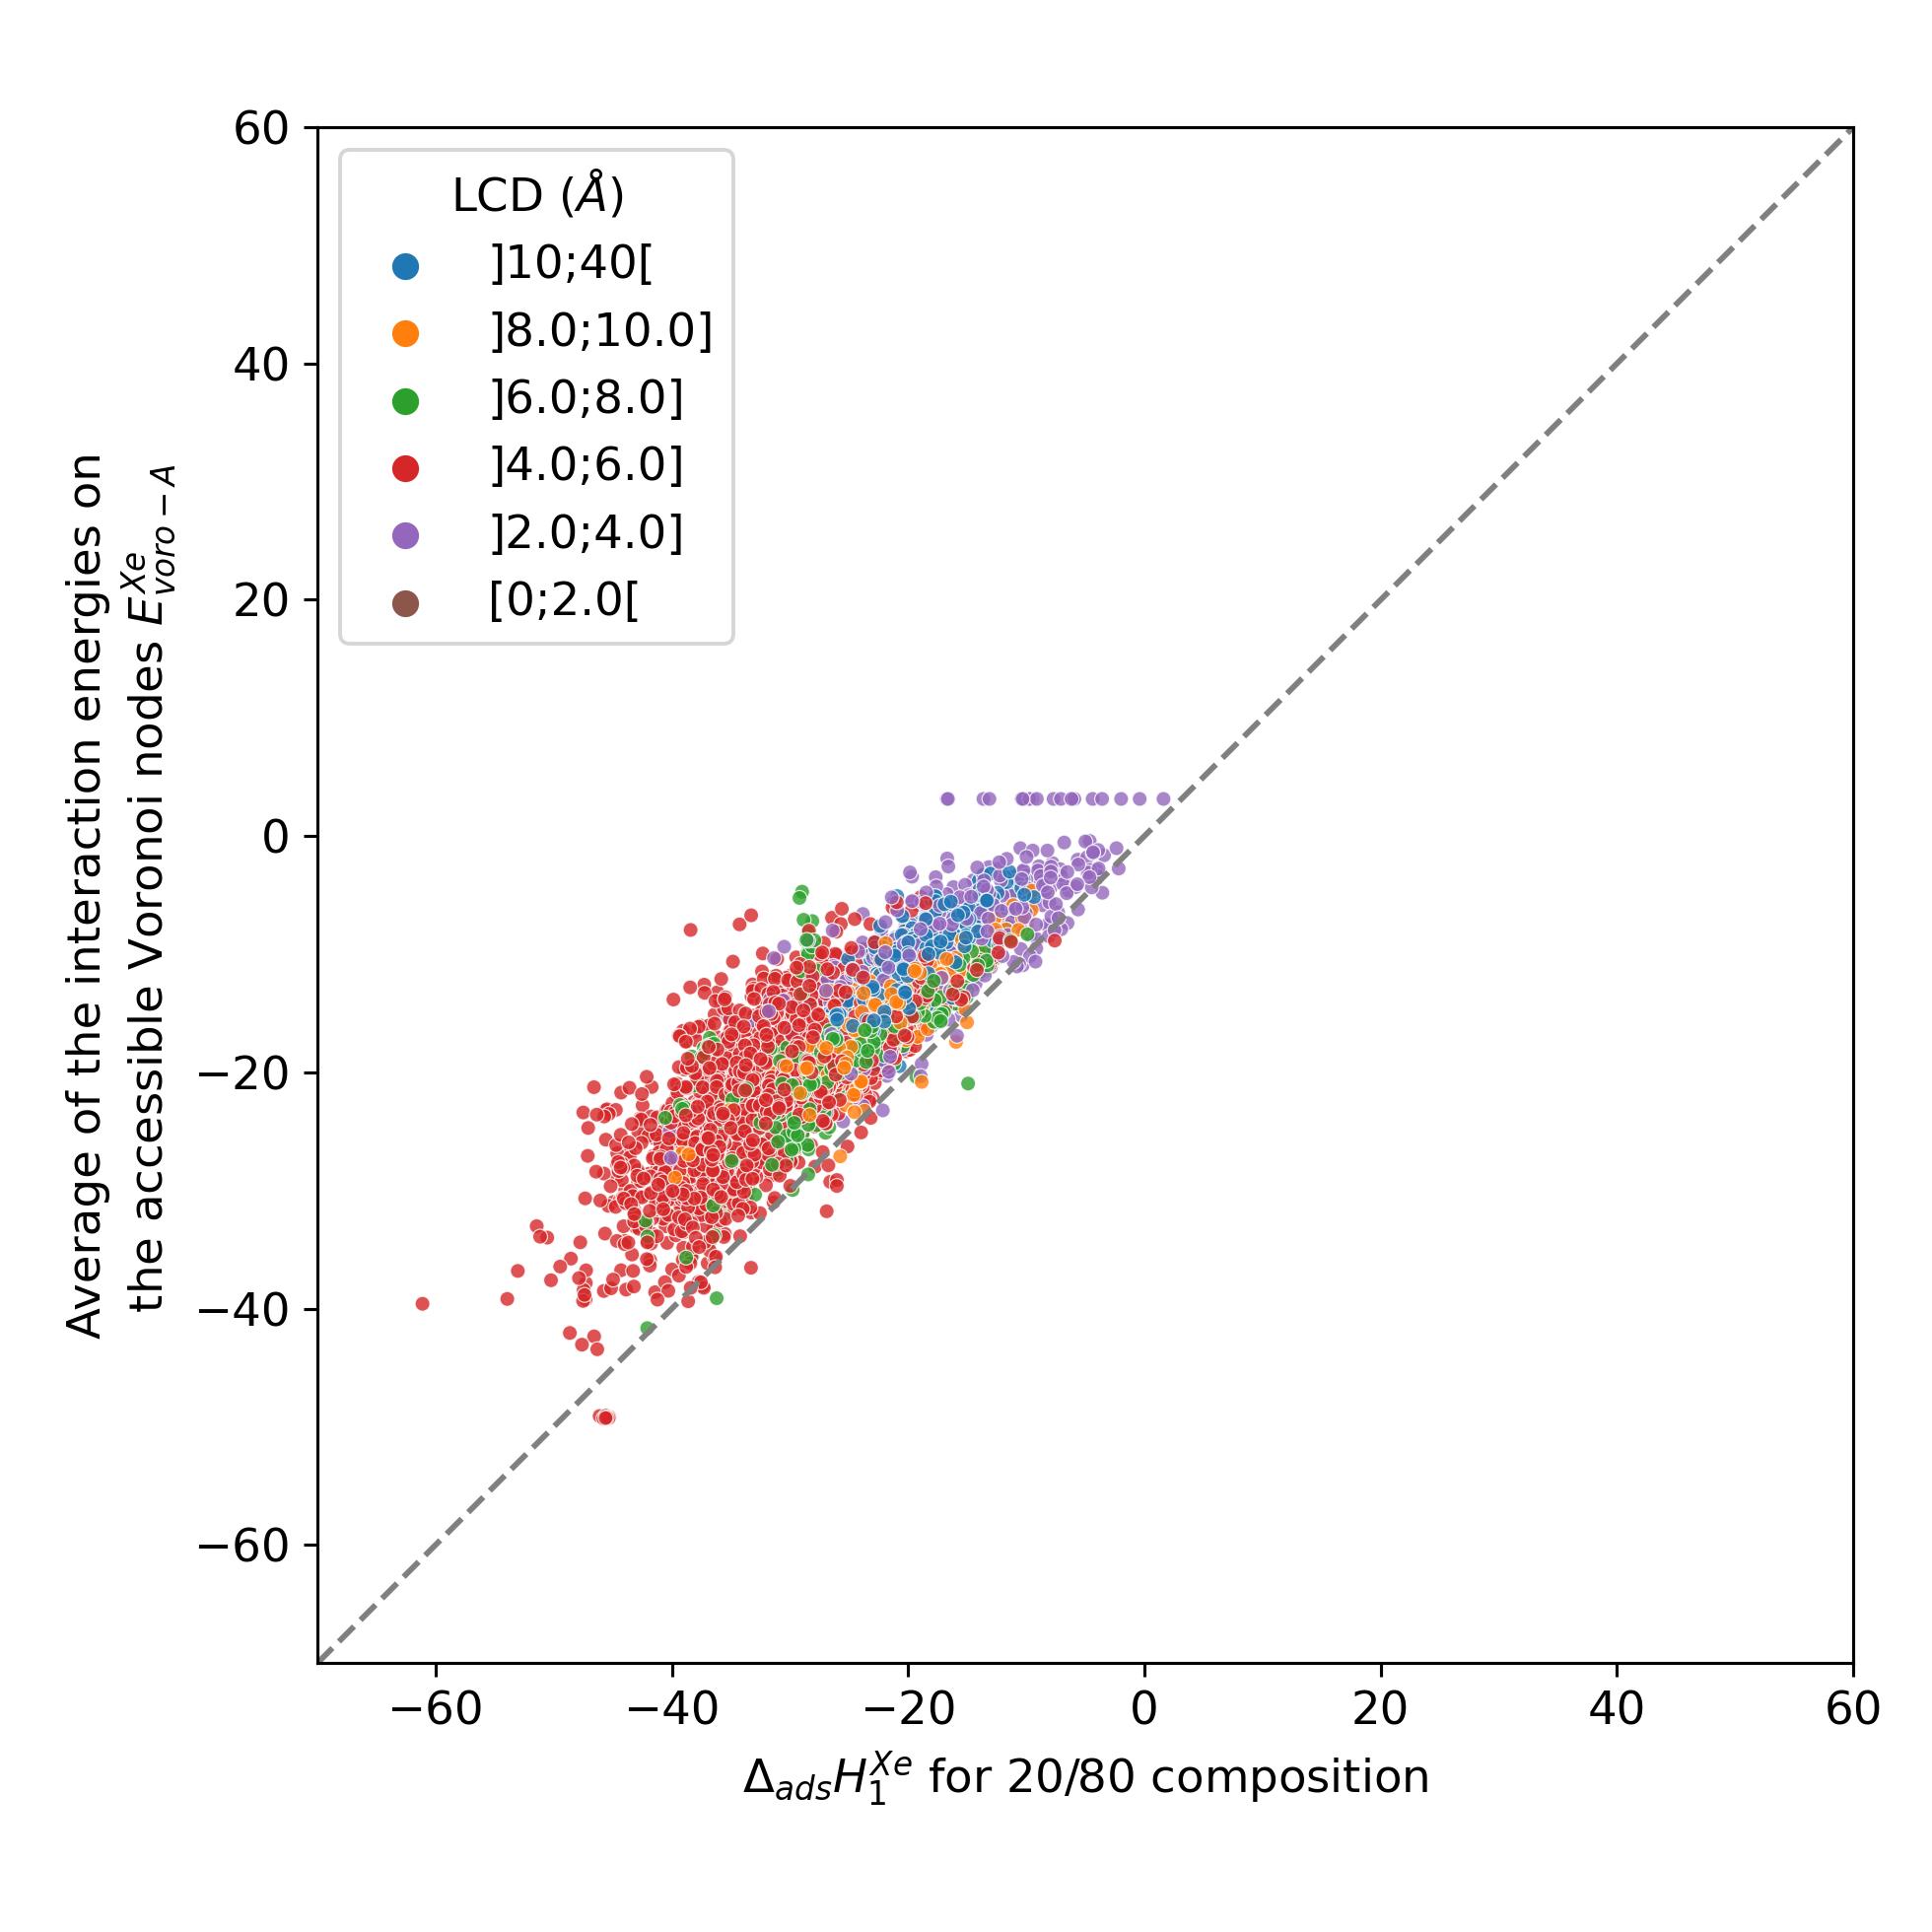 60
40
20
0
−20
−40
−60
LCD (Å)
]10;40[
]8.0;10.0]
]6.0;8.0]
]4.0;6.0]
]2.0;4.0]
[0;2.0[
Average of the interaction energies on
the accessible Voronoi nodes E^{Xe}_{voro−A}
−60 −40 −20 0 20 40 60
Δ_{ads}H_1^{Xe} for 20/80 composition